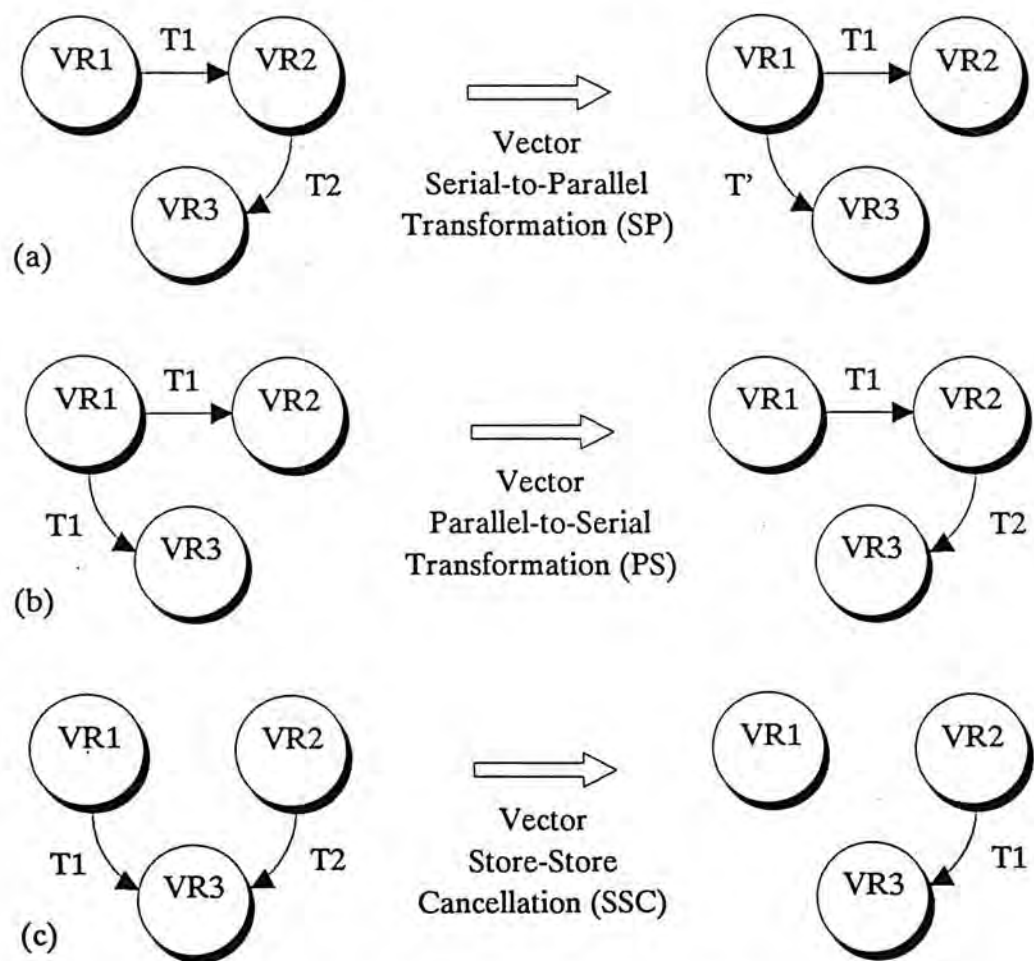 VR1
T1
VR2
T2
VR3
(a)
Vector
Serial-to-Parallel
Transformation (SP)
VR1
T1
VR2
T'
VR3
VR1
T1
VR2
T1
VR3
(b)
Vector
Parallel-to-Serial
Transformation (PS)
VR1
T1
VR2
T2
VR3
VR1
VR2
T1
T2
VR3
(c)
Vector
Store-Store
Cancellation (SSC)
VR1
VR2
T1
VR3